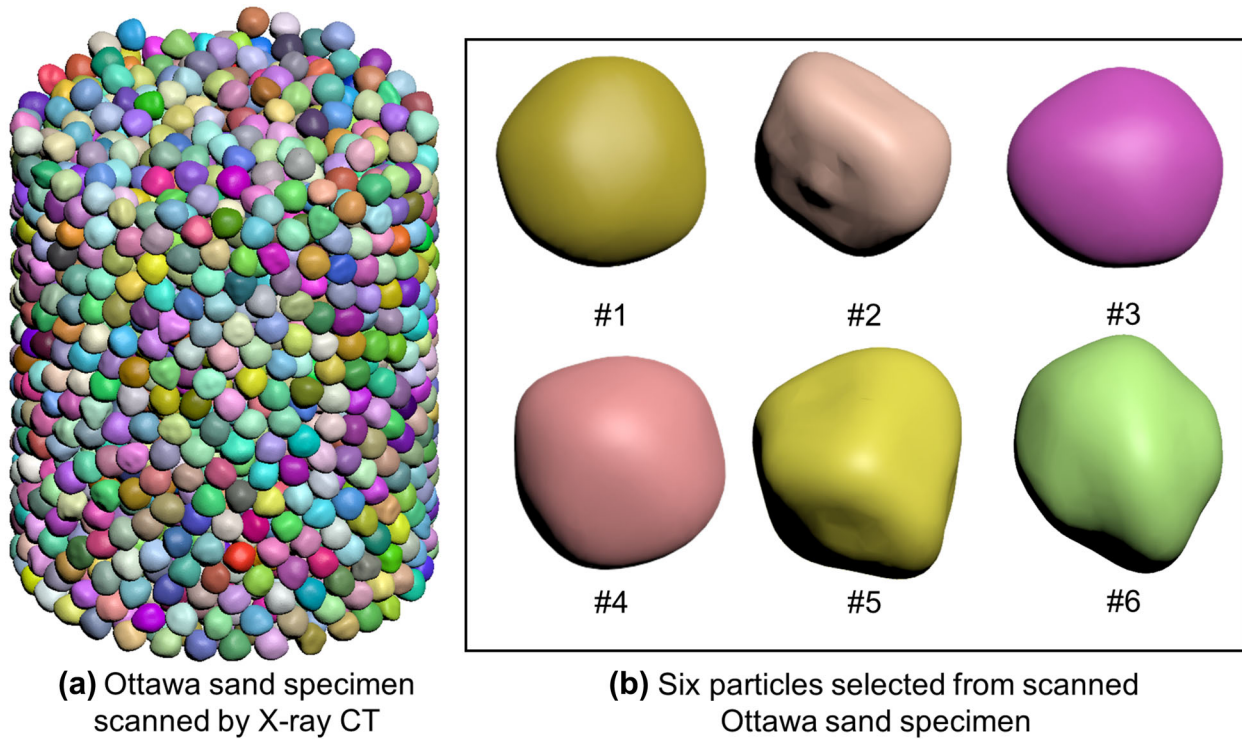 #1
#2
#3
#4
#5
#6
(a) Ottawa sand specimen
scanned by X-ray CT
(b) Six particles selected from scanned
Ottawa sand specimen